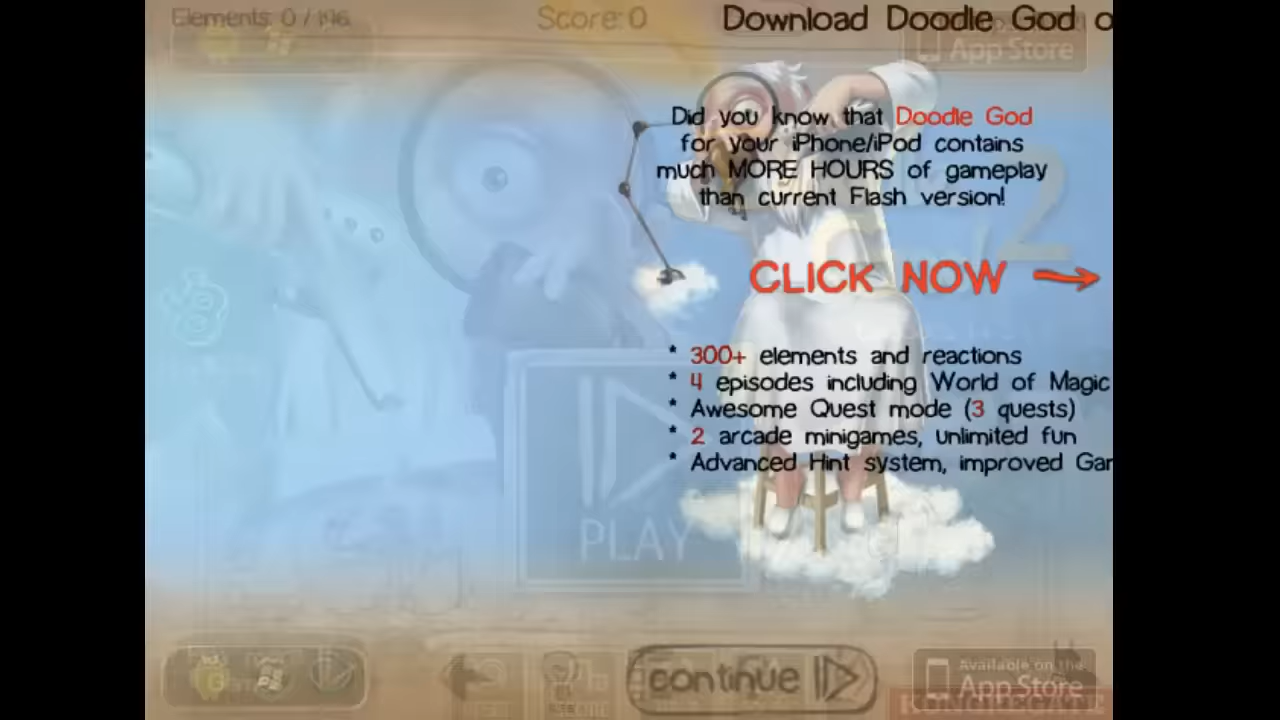 Elements: 0 / 196
Score: 0
Download Doodle God o
App Store
Did you know that Doodle God
for your iPhone/iPod contains
much MORE HOURS of gameplay
than current Flash version!
2
CLICK NOW
* 300+ elements and reactions
* 4 episodes including World of Magic
* Awesome Quest mode (3 quests)
* 2 arcade minigames, unlimited fun
* Advanced Hint system, improved Gar
PLAY
continue
Available on the
App Store